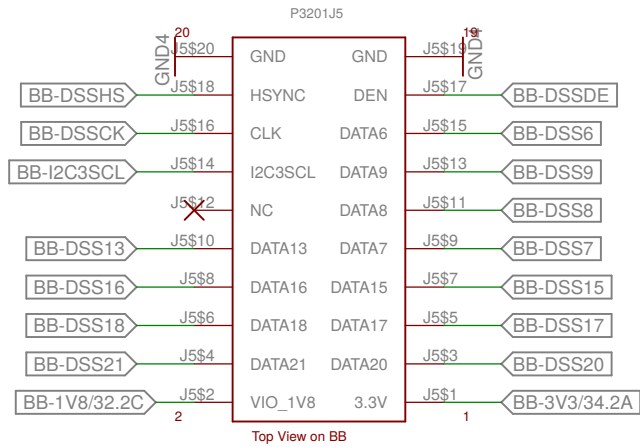 P3201J5
20 19
GND4 J5$20 GND GND J5$19 GND4
BB-DSSHS J5$18 HSYNC DEN J5$17 BB-DSSDE
BB-DSSCK J5$16 CLK DATA6 J5$15 BB-DSS6
BB-I2C3SCL J5$14 I2C3SCL DATA9 J5$13 BB-DSS9
J5$12 NC DATA8 J5$11 BB-DSS8
BB-DSS13 J5$10 DATA13 DATA7 J5$9 BB-DSS7
BB-DSS16 J5$8 DATA16 DATA15 J5$7 BB-DSS15
BB-DSS18 J5$6 DATA18 DATA17 J5$5 BB-DSS17
BB-DSS21 J5$4 DATA21 DATA20 J5$3 BB-DSS20
BB-1V8/32.2C J5$2 VIO_1V8 3.3V J5$1 BB-3V3/34.2A
2 1
Top View on BB